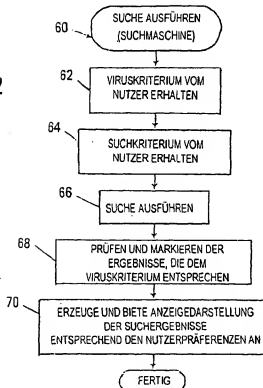 60
SUCHE AUSFÜHREN
(SUCHMASCHINE)
62
VIRUSKRITERIUM VOM
NUTZER ERHALTEN
64
SUCHKRITERIUM VOM
NUTZER ERHALTEN
66
SUCHE AUSFÜHREN
68
PRÜFEN UND MARKIEREN DER
ERGEBNISSE, DIE DEM
VIRUSKRITERIUM ENTSPRECHEN
70
ERZEUGE UND BIETE ANZEIGEDARSTELLUNG
DER SUCHERGEBNISSE
ENTSPRECHEND DEN NUTZERPRÄFERENZEN AN
FERTIG